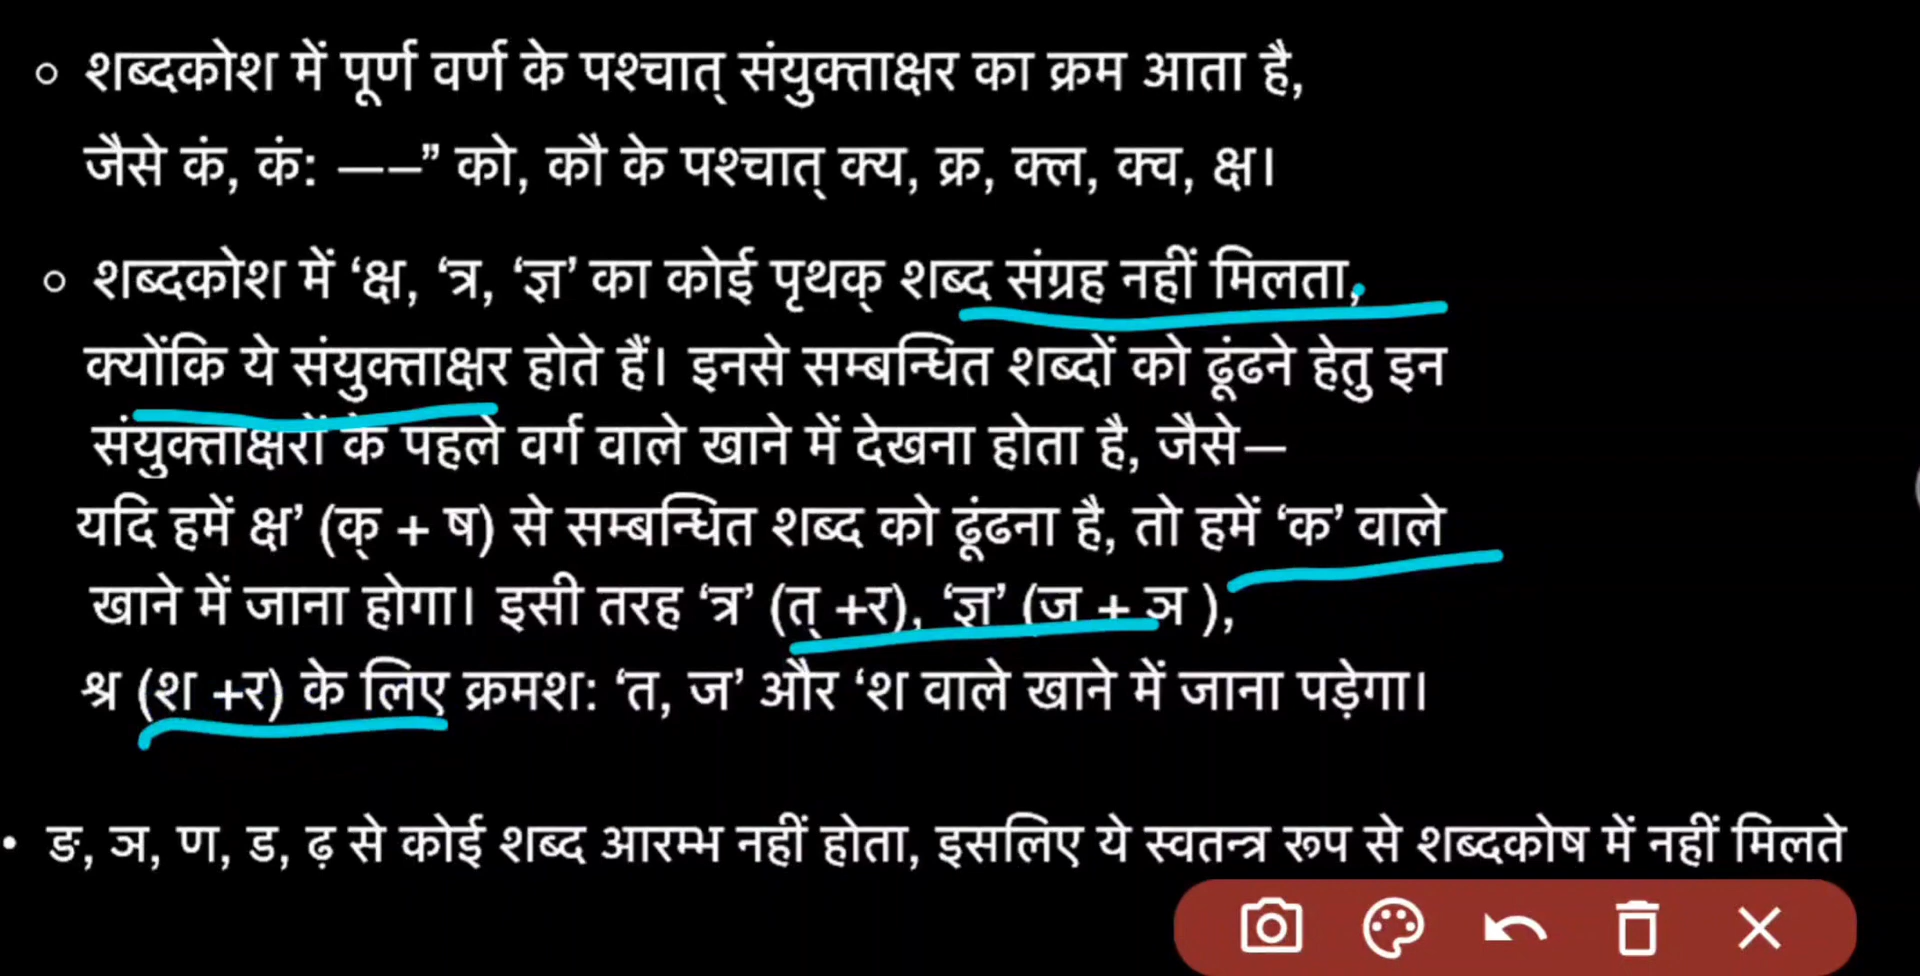 शब्दकोश में पूर्ण वर्ण के पश्चात् संयुक्ताक्षर का क्रम आता है,
जैसे कं, कं: ––” को, कौ के पश्चात् क्य, क्र, क्ल, क्व, क्ष।
शब्दकोश में ‘क्ष, ‘त्र, ‘ज्ञ’ का कोई पृथक् शब्द संग्रह नहीं मिलता,
क्योंकि ये संयुक्ताक्षर होते हैं। इनसे सम्बन्धित शब्दों को ढूंढने हेतु इन
संयुक्ताक्षरों के पहले वर्ग वाले खाने में देखना होता है, जैसे–
यदि हमें क्ष’ (क् + ष) से सम्बन्धित शब्द को ढूंढना है, तो हमें ‘क’ वाले
खाने में जाना होगा। इसी तरह ‘त्र’ (त् +र), ‘ज्ञ’ (ज + ञ ),
श्र (श +र) के लिए क्रमश: ‘त, ज’ और ‘श वाले खाने में जाना पड़ेगा।
ङ, ञ, ण, ड, ढ़ से कोई शब्द आरम्भ नहीं होता, इसलिए ये स्वतन्त्र रूप से शब्दकोष में नहीं मिलते